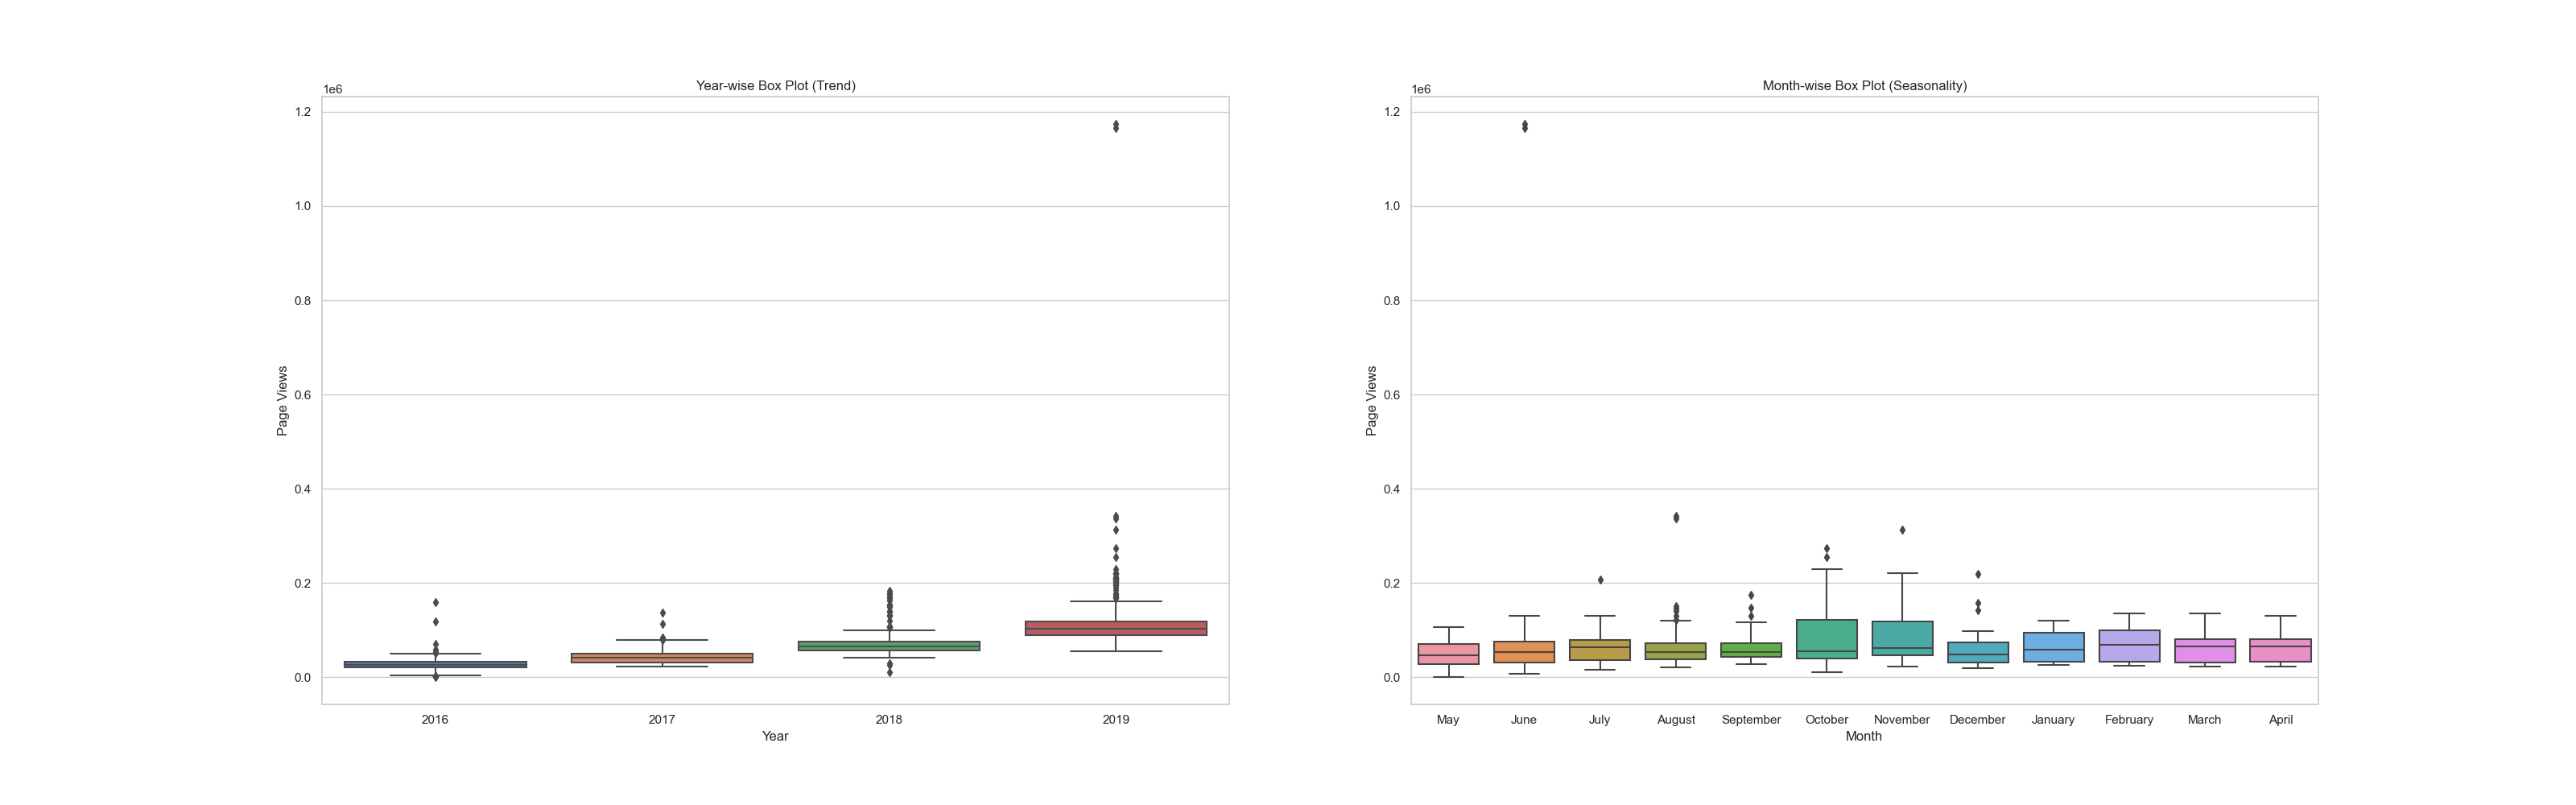 Year-wise Box Plot (Trend)
1e6
1.2
1.0
0.8
0.6
0.4
0.2
0.0
Page Views
2016 2017 2018 2019
Year
Month-wise Box Plot (Seasonality)
1e6
1.2
1.0
0.8
0.6
0.4
0.2
0.0
Page Views
May June July August September October November December January February March April
Month